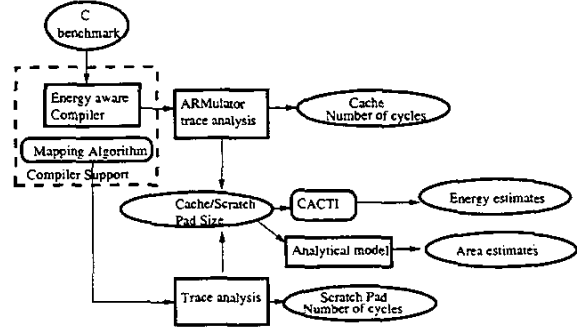 C
benchmark
Energy aware
Compiler
ARMulator
trace analysis
Cache
Number of cycles
Mapping Algorithm
Compiler Support
Cache/Scratch
Pad Size
CACTI
Energy estimates
Analytical model
Area estimates
Trace analysis
Scratch Pad
Number of cycles